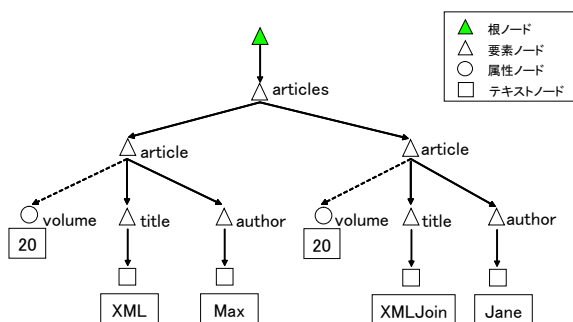 根ノード
要素ノード
属性ノード
テキストノード
articles
article
article
volume
title
author
volume
title
author
20
20
XML
Max
XMLJoin
Jane